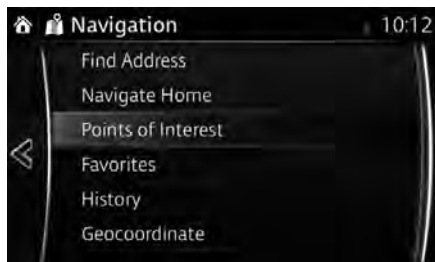 Navigation 10:12
Find Address
Navigate Home
Points of Interest
Favorites
History
Geocoordinate